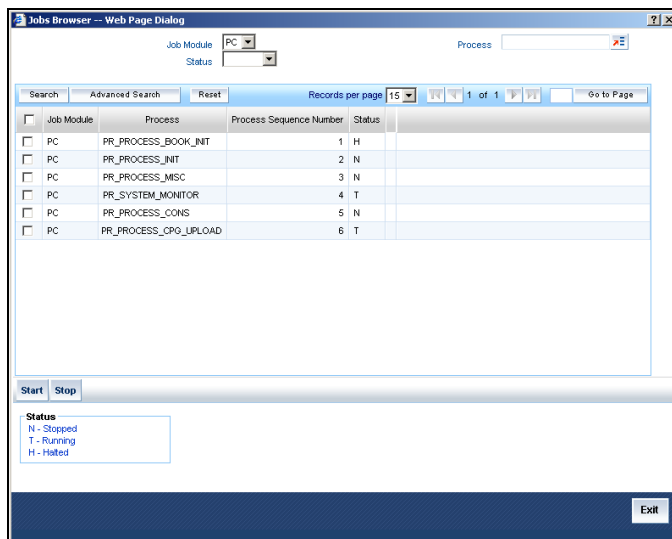 Jobs Browser -- Web Page Dialog
Job Module PC Process
Status
Search Advanced Search Reset Records per page 15 1 of 1 Go to Page
Job Module Process Process Sequence Number Status
PC PR_PROCESS_BOOK_INIT 1 H
PC PR_PROCESS_INIT 2 N
PC PR_PROCESS_MISC 3 N
PC PR_SYSTEM_MONITOR 4 T
PC PR_PROCESS_CONS 5 N
PC PR_PROCESS_CPG_UPLOAD 6 T
Start Stop
Status
N - Stopped
T - Running
H - Halted
Exit